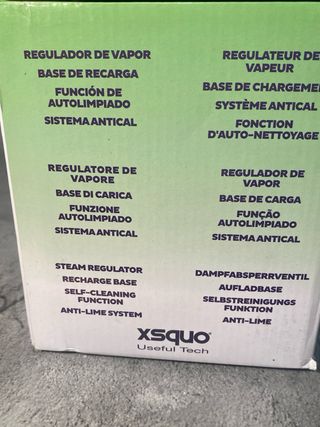 REGULADOR DE VAPOR
BASE DE RECARGA
FUNCIÓN DE
AUTOLIMPIADO
SISTEMA ANTICAL
REGULATEUR DE
VAPEUR
BASE DE CHARGEME
SYSTÈME ANTICAL
FONCTION
D'AUTO-NETTOYAGE
REGULATORE DE
VAPORE
BASE DI CARICA
FUNZIONE
AUTOLIMPIADO
SISTEMA ANTICAL
REGULADOR DE
VAPOR
BASE DE CARGA
FUNÇÃO
AUTOLIMPIADO
SISTEMA ANTICAL
STEAM REGULATOR
RECHARGE BASE
SELF-CLEANING
FUNCTION
ANTI-LIME SYSTEM
DAMPFABSPERRVENTIL
AUFLADBASE
SELBSTREINIGUNGS
FUNKTION
ANTI-LIME
xsquo
Useful Tech